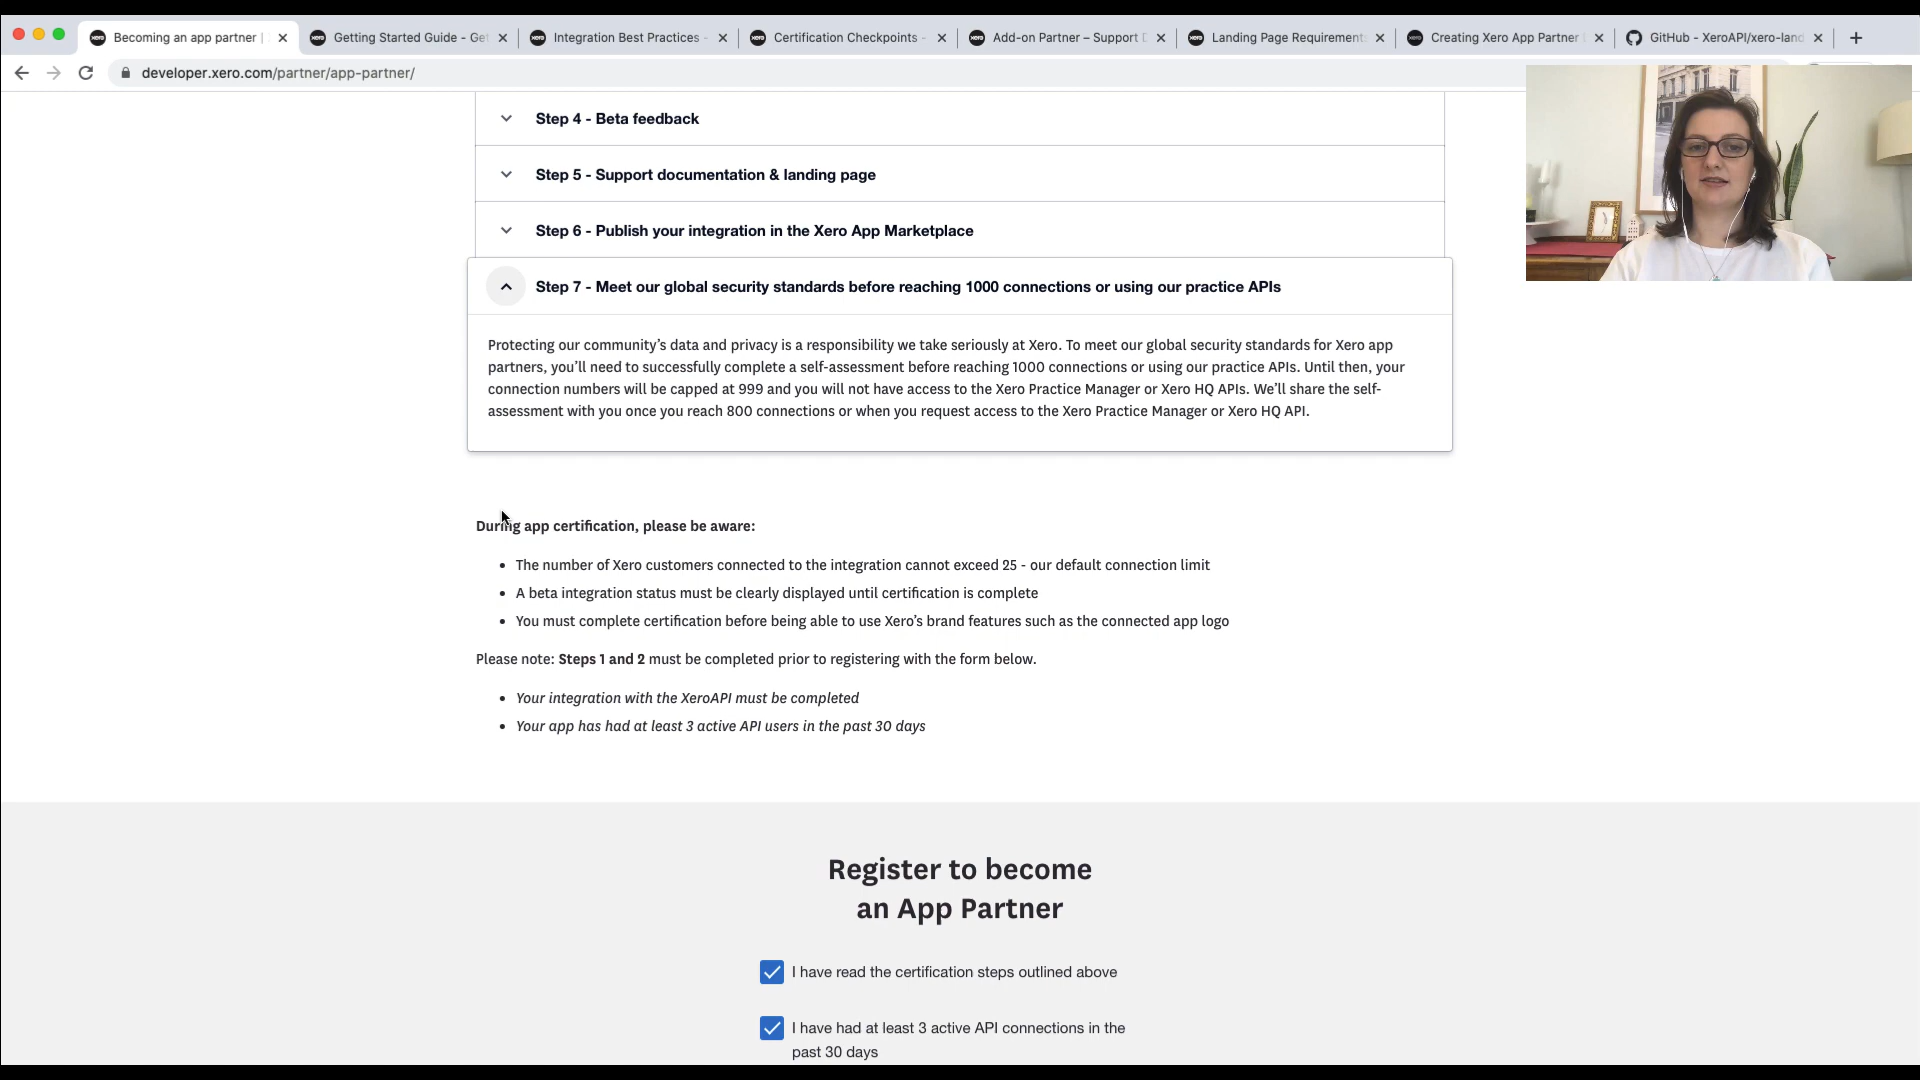 Becoming an app partner |
Getting Started Guide - Get
Integration Best Practices -
Certification Checkpoints -
Add-on Partner – Support D
Landing Page Requirement
Creating Xero App Partner
GitHub - XeroAPI/xero-land
developer.xero.com/partner/app-partner/
Step 4 - Beta feedback
Step 5 - Support documentation & landing page
Step 6 - Publish your integration in the Xero App Marketplace
Step 7 - Meet our global security standards before reaching 1000 connections or using our practice APIs
Protecting our community's data and privacy is a responsibility we take seriously at Xero. To meet our global security standards for Xero app
partners, you'll need to successfully complete a self-assessment before reaching 1000 connections or using our practice APIs. Until then, your
connection numbers will be capped at 999 and you will not have access to the Xero Practice Manager or Xero HQ APIs. We'll share the self-
assessment with you once you reach 800 connections or when you request access to the Xero Practice Manager or Xero HQ API.
During app certification, please be aware:
• The number of Xero customers connected to the integration cannot exceed 25 - our default connection limit
• A beta integration status must be clearly displayed until certification is complete
• You must complete certification before being able to use Xero's brand features such as the connected app logo
Please note: Steps 1 and 2 must be completed prior to registering with the form below.
• Your integration with the XeroAPI must be completed
• Your app has had at least 3 active API users in the past 30 days
Register to become
an App Partner
I have read the certification steps outlined above
I have had at least 3 active API connections in the
past 30 days